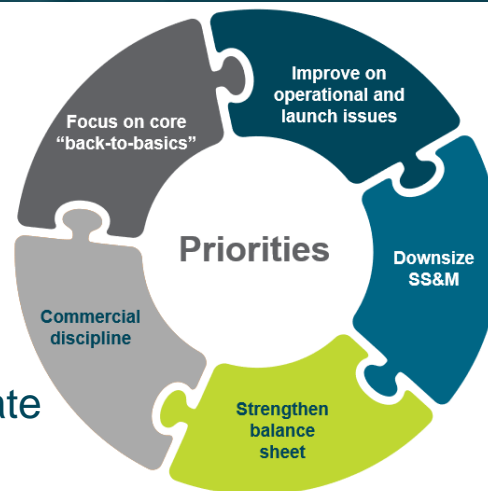 Improve on
operational and
launch issues
Focus on core
“back-to-basics”
Priorities
Downsize
SS&M
Commercial
discipline
Strengthen
balance
sheet